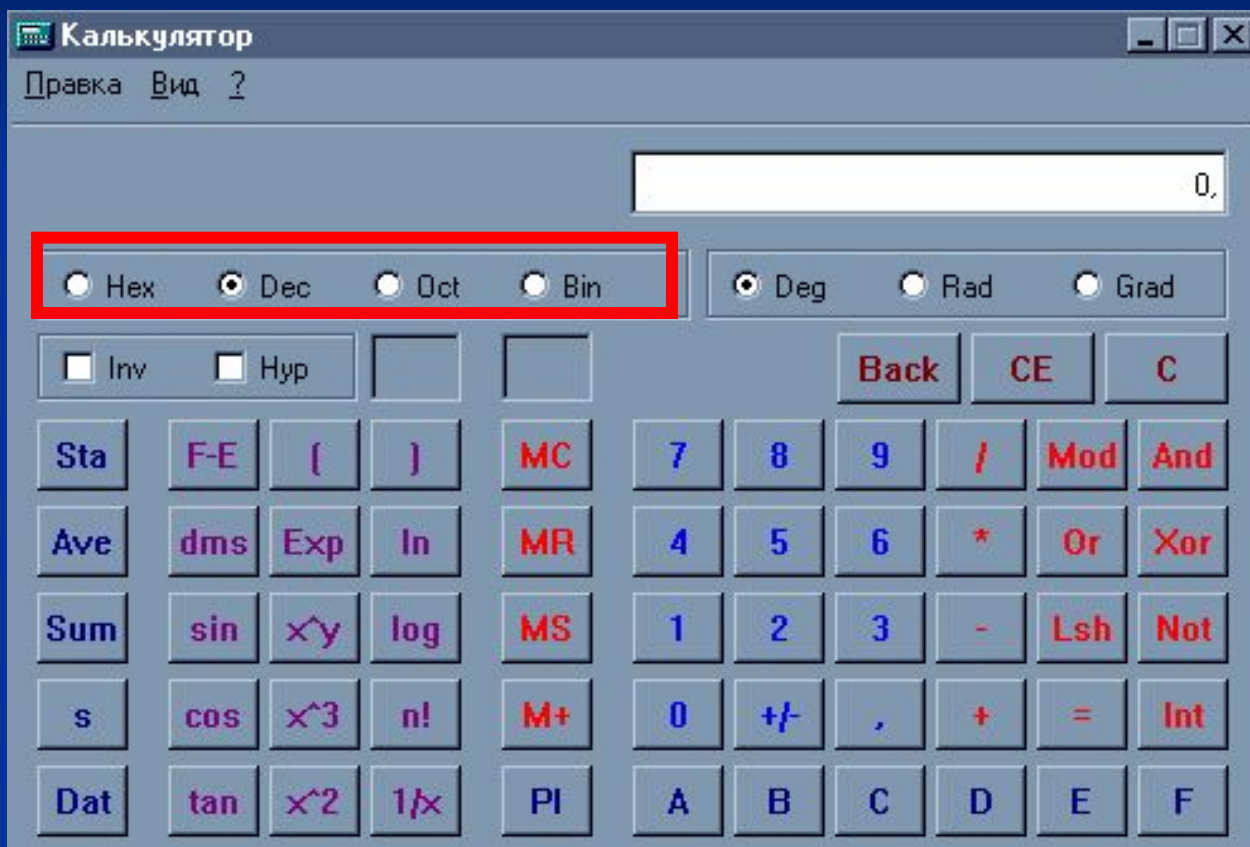 Калькулятор
Правка Вид ?
0,
Hex Dec Oct Bin Deg Rad Grad
Inv Hyp Back CE C
Sta F-E ( ) MC 7 8 9 / Mod And
Ave dms Exp ln MR 4 5 6 * Or Xor
Sum sin x^y log MS 1 2 3 - Lsh Not
s cos x^3 n! M+ 0 +/- , + = Int
Dat tan x^2 1/x PI A B C D E F